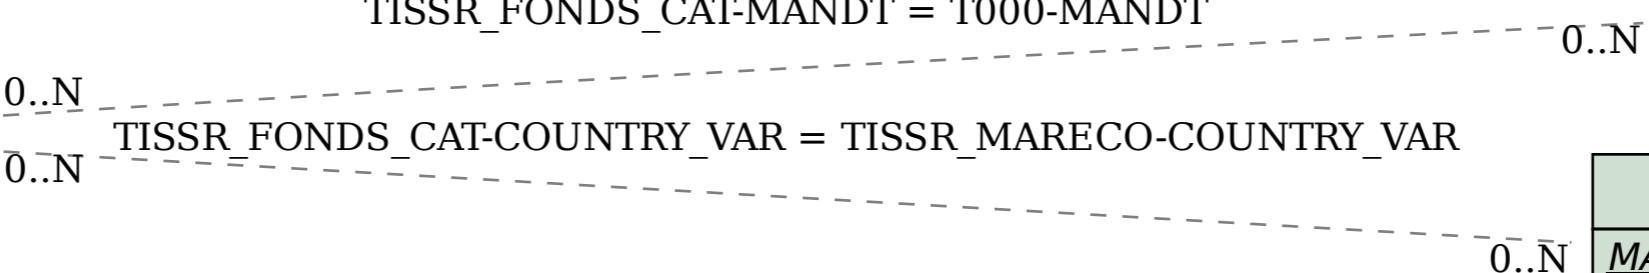 TISSR_FONDS_CAT-MANDT = T000-MANDT
0..N
0..N
TISSR_FONDS_CAT-COUNTRY_VAR = TISSR_MARECO-COUNTRY_VAR
0..N
0..N